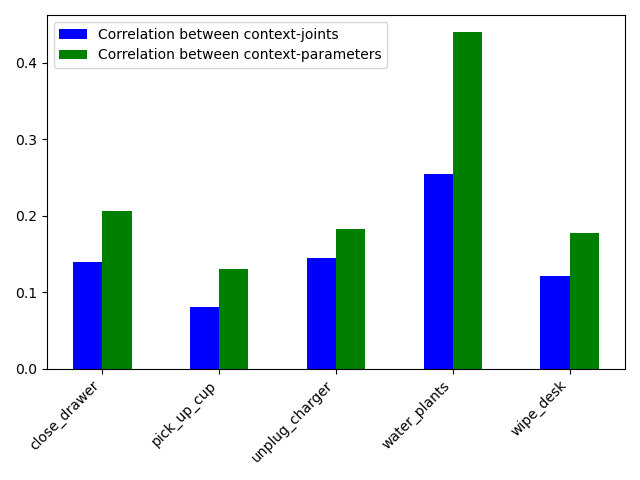 Correlation between context-joints
Correlation between context-parameters
0.4
0.3
0.2
0.1
0.0
close_drawer
pick_up_cup
unplug_charger
water_plants
wipe_desk